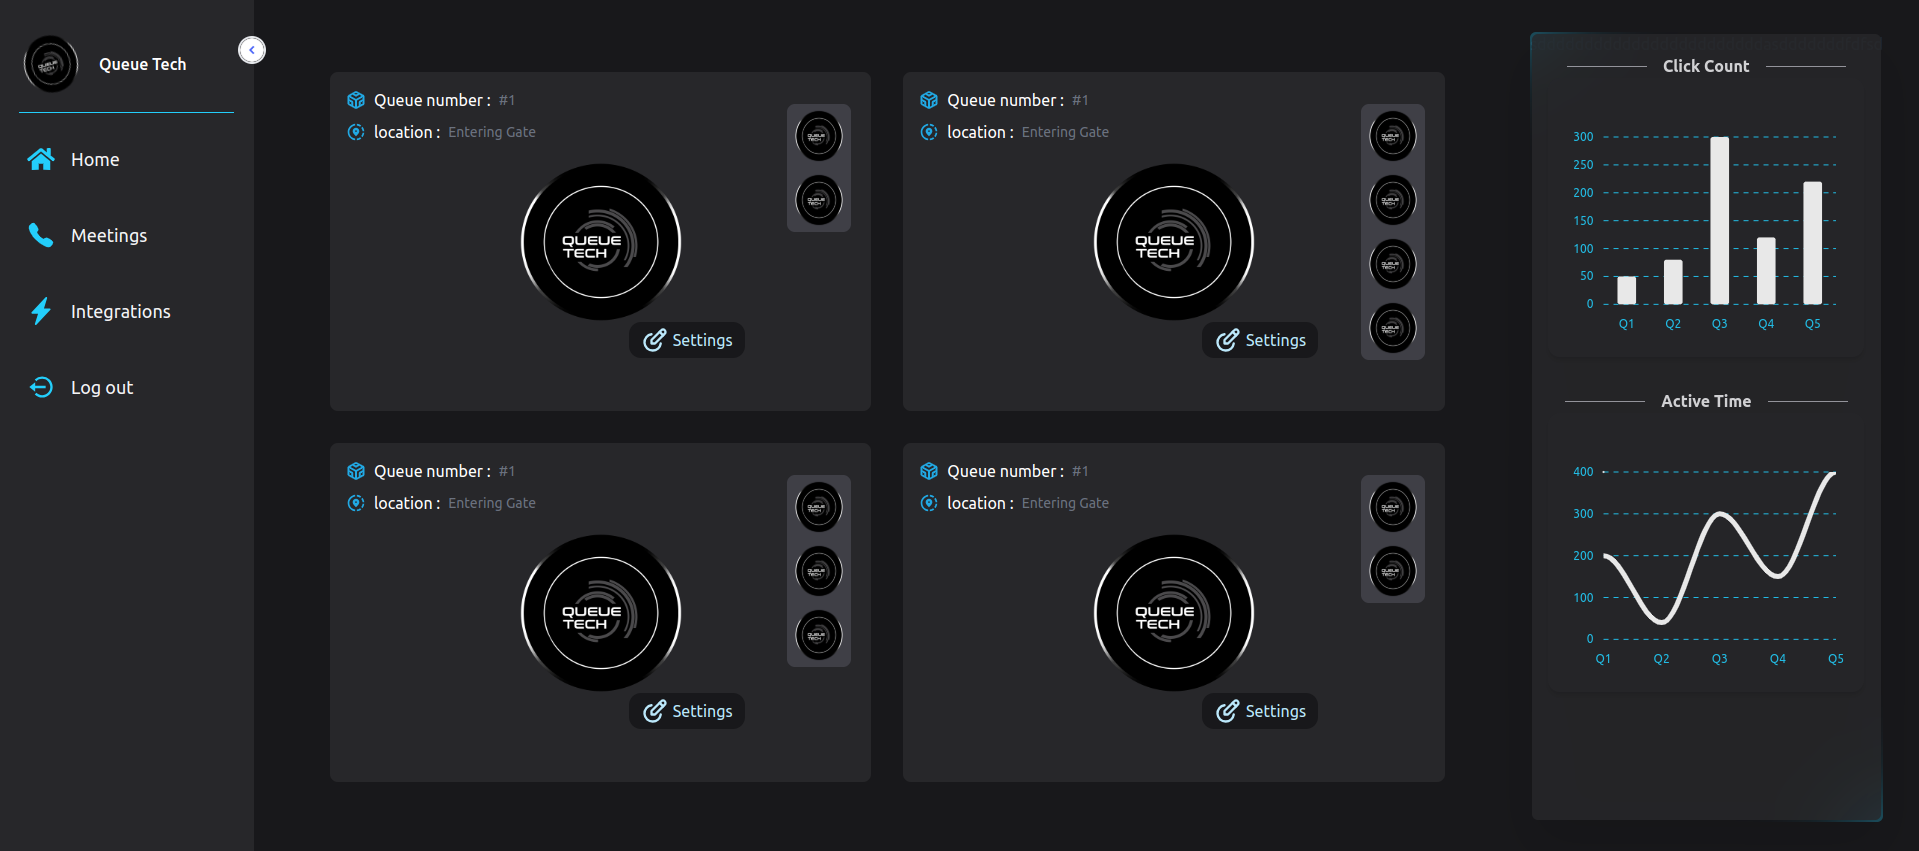 Queue Tech
Home
Meetings
Integrations
Log out
Queue number : #1
location : Entering Gate
QUEUE
TECH
Settings
Queue number : #1
location : Entering Gate
QUEUE
TECH
Settings
Queue number : #1
location : Entering Gate
QUEUE
TECH
Settings
Queue number : #1
location : Entering Gate
QUEUE
TECH
Settings
Click Count
300
250
200
150
100
50
0
Q1 Q2 Q3 Q4 Q5
Active Time
400
300
200
100
0
Q1 Q2 Q3 Q4 Q5